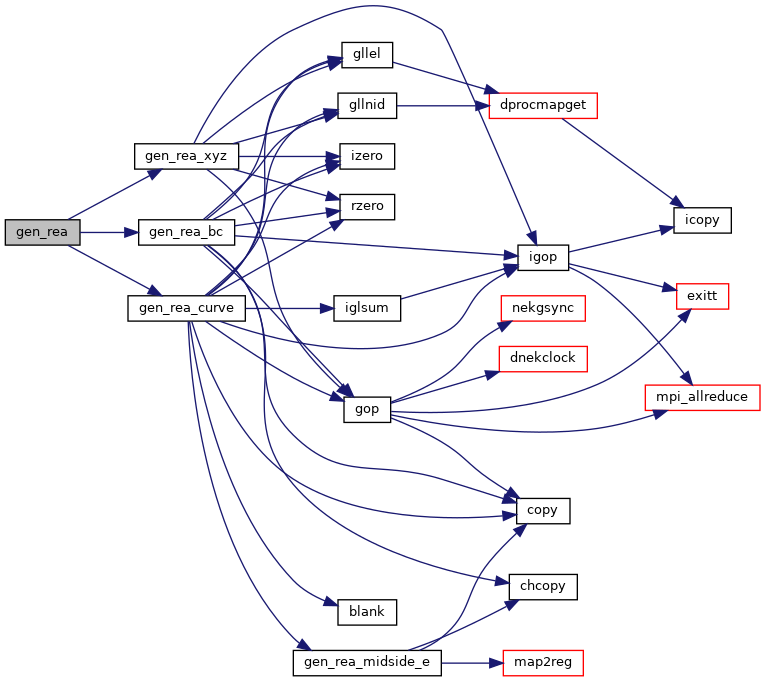 gllel
dprocmapget
gllnid
gen_rea_xyz
izero
rzero
icopy
gen_rea
gen_rea_bc
igop
exitt
gen_rea_curve
iglsum
nekgsync
dnekclock
mpi_allreduce
gop
copy
chcopy
blank
gen_rea_midside_e
map2reg